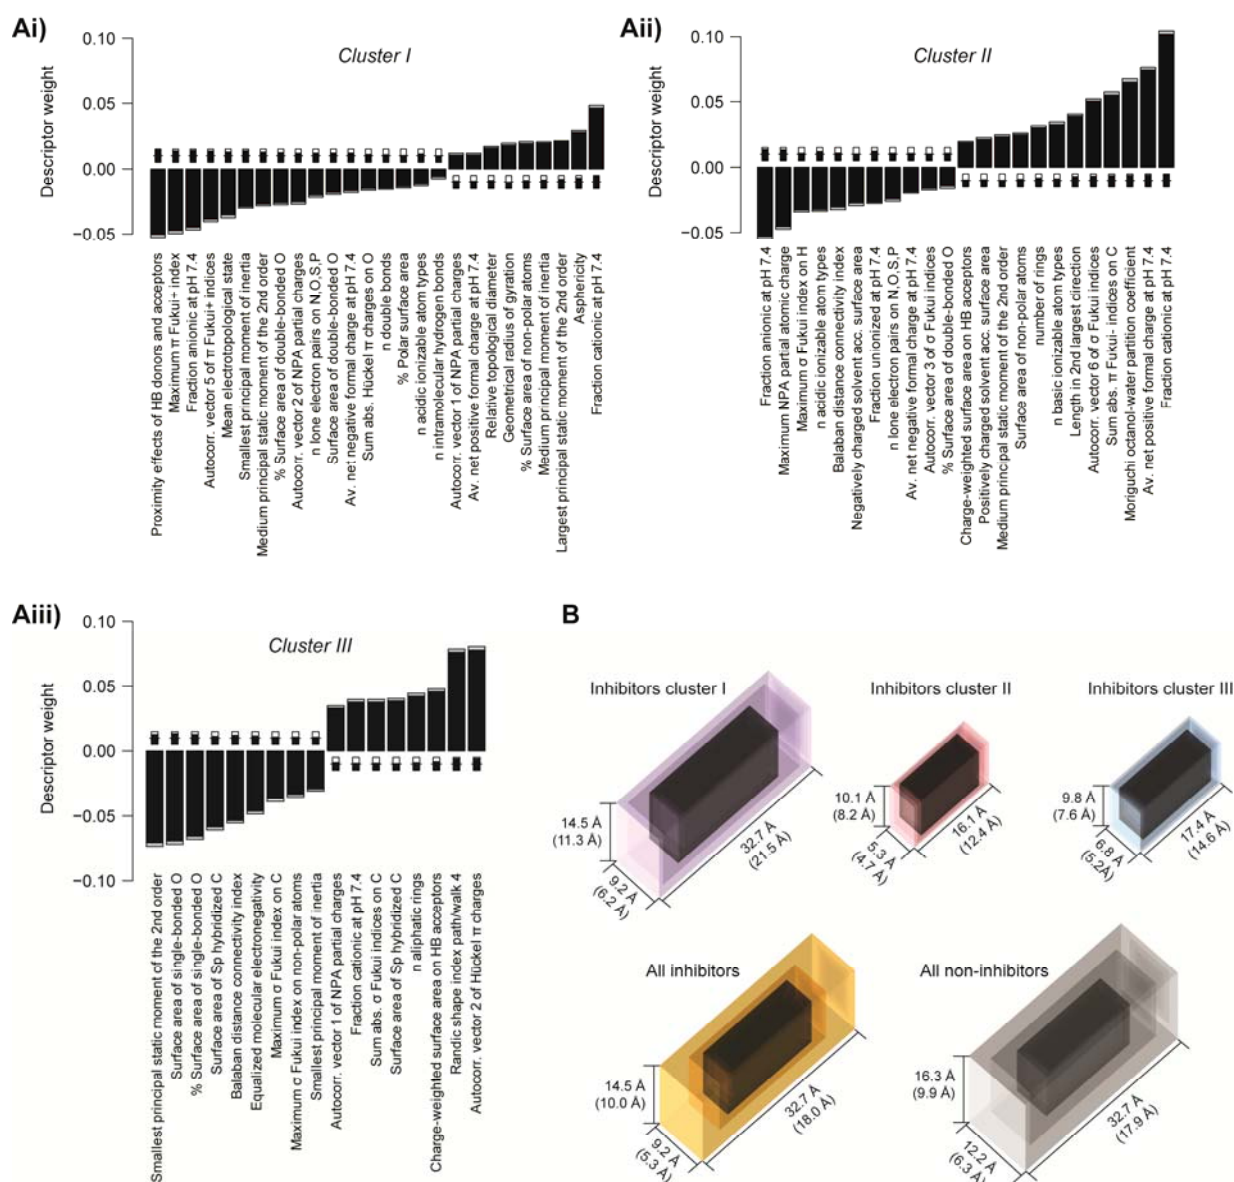 Ai)
Cluster I
Descriptor weight
0.10
0.05
0.00
−0.05
Proximity effects of HB donors and acceptors
Maximum π Fukui+ index
Fraction anionic at pH 7.4
Autocorr. vector 5 of π Fukui+ indices
Mean electrotopological state
Smallest principal moment of inertia
Medium principal static moment of the 2nd order
% Surface area of double-bonded O
Autocorr. vector 2 of NPA partial charges
n lone electron pairs on N,O,S,P
Surface area of double-bonded O
Av. net negative formal charge at pH 7.4
Sum abs. Hückel π charges on O
n double bonds
% Polar surface area
n acidic ionizable atom types
n intramolecular hydrogen bonds
Autocorr. vector 1 of NPA partial charges
Av. net positive formal charge at pH 7.4
Relative topological diameter
Geometrical radius of gyration
% Surface area of non-polar atoms
Medium principal moment of inertia
Largest principal static moment of the 2nd order
Asphericity
Fraction cationic at pH 7.4
Aii)
Cluster II
Descriptor weight
0.10
0.05
0.00
−0.05
Fraction anionic at pH 7.4
Maximum NPA partial atomic charge
Maximum σ Fukui index on H
n acidic ionizable atom types
Balaban distance connectivity index
Negatively charged solvent acc. surface area
Fraction unionized at pH 7.4
n lone electron pairs on N,O,S,P
Av. net negative formal charge at pH 7.4
Autocorr. vector 3 of σ Fukui indices
% Surface area of double-bonded O
Charge-weighted surface area on HB acceptors
Positively charged solvent acc. surface area
Medium principal static moment of the 2nd order
Surface area of non-polar atoms
number of rings
n basic ionizable atom types
Length in 2nd largest direction
Autocorr. vector 6 of σ Fukui indices
Sum abs. π Fukui- indices on C
Moriguchi octanol-water partition coefficient
Av. net positive formal charge at pH 7.4
Fraction cationic at pH 7.4
Aiii)
Cluster III
Descriptor weight
0.10
0.05
0.00
−0.05
−0.10
Smallest principal static moment of the 2nd order
Surface area of single-bonded O
% Surface area of single-bonded O
Surface area of Sp hybridized C
Balaban distance connectivity index
Equalized molecular electronegativity
Maximum σ Fukui index on C
Maximum σ Fukui index on non-polar atoms
Smallest principal moment of inertia
Autocorr. vector 1 of NPA partial charges
Fraction cationic at pH 7.4
Sum abs. σ Fukui indices on C
Surface area of Sp hybridized C
n aliphatic rings
Charge-weighted surface area on HB acceptors
Randic shape index path/walk 4
Autocorr. vector 2 of Hückel π charges
B
Inhibitors cluster I
14.5 Å
(11.3 Å)
9.2 Å
(6.2 Å)
32.7 Å
(21.5 Å)
Inhibitors cluster II
10.1 Å
(8.2 Å)
5.3 Å
(4.7 Å)
16.1 Å
(12.4 Å)
Inhibitors cluster III
9.8 Å
(7.6 Å)
6.8 Å
(5.2Å)
17.4 Å
(14.6 Å)
All inhibitors
14.5 Å
(10.0 Å)
9.2 Å
(5.3 Å)
32.7 Å
(18.0 Å)
All non-inhibitors
16.3 Å
(9.9 Å)
12.2 Å
(6.3 Å)
32.7 Å
(17.9 Å)